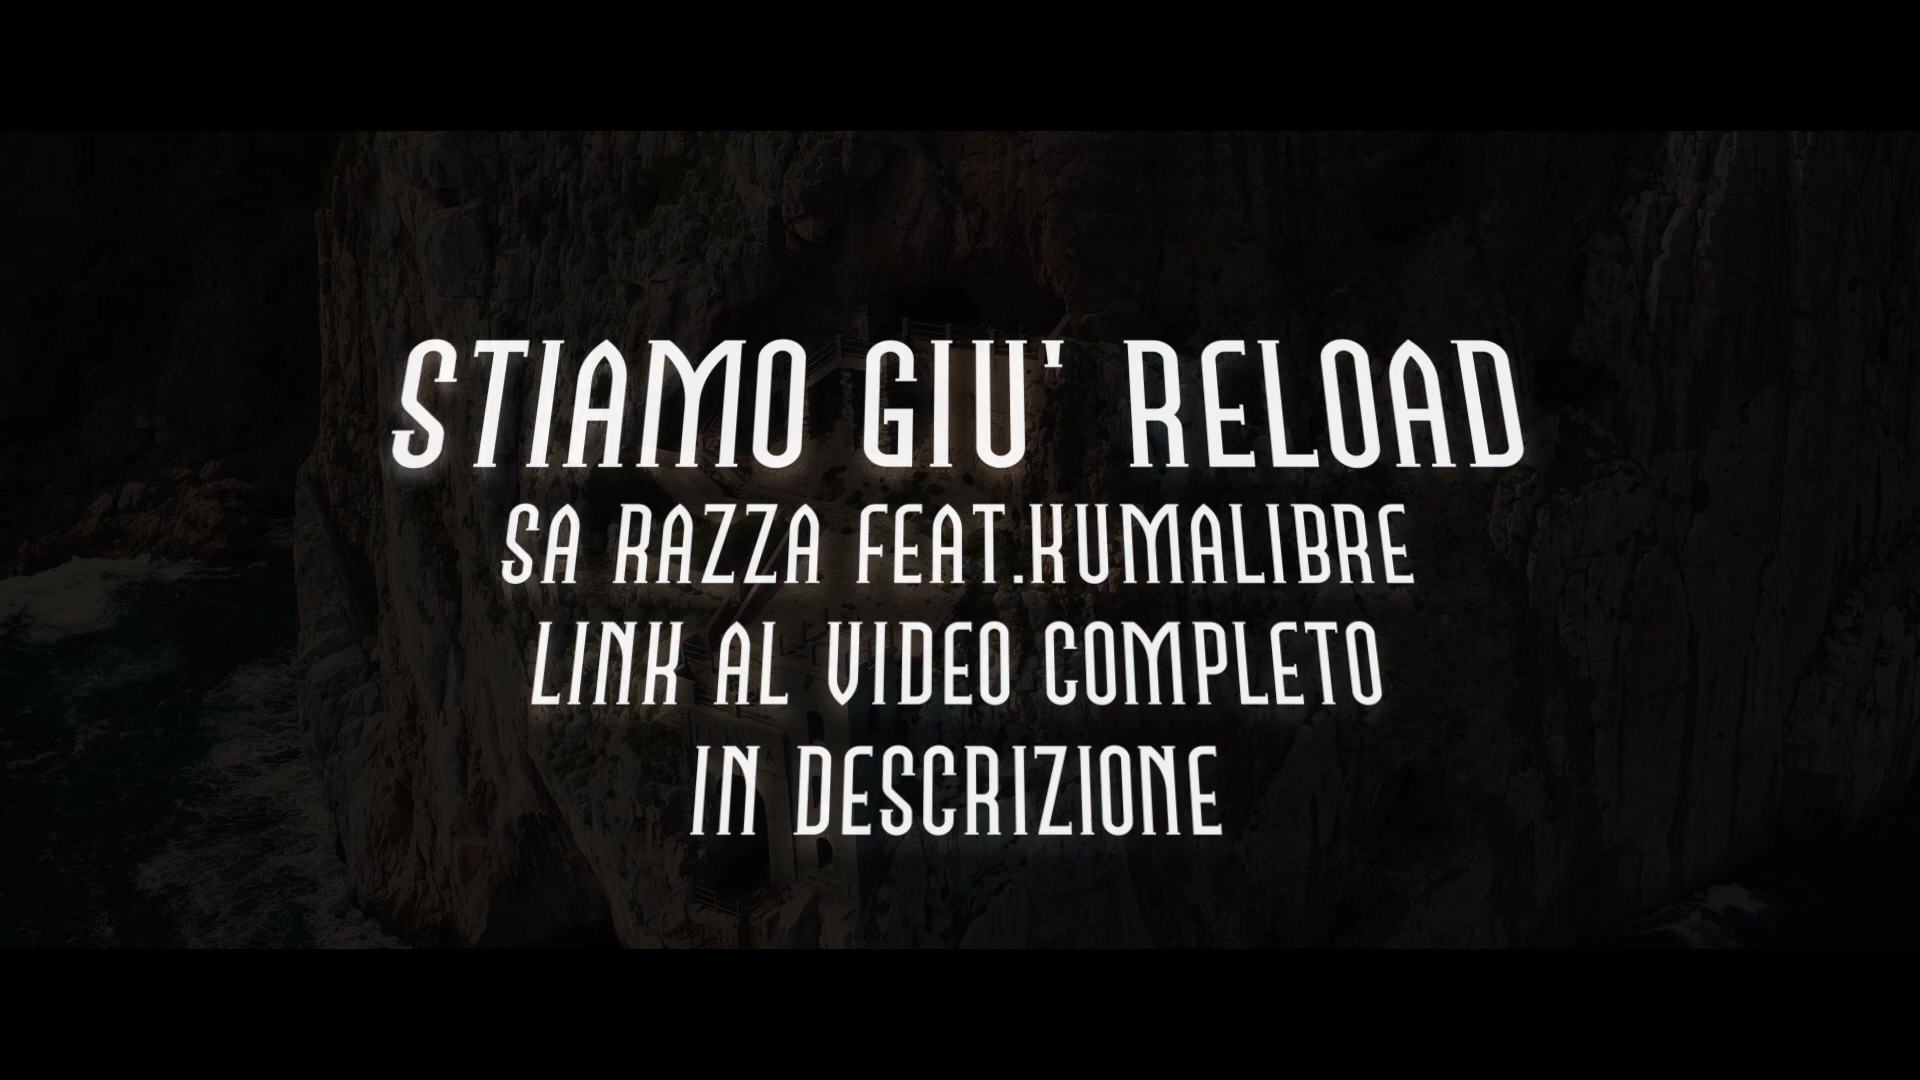 STIAMO GIU' RELOAD
SA RAZZA FEAT.KUMALIBRE
LINK AL VIDEO COMPLETO
IN DESCRIZIONE